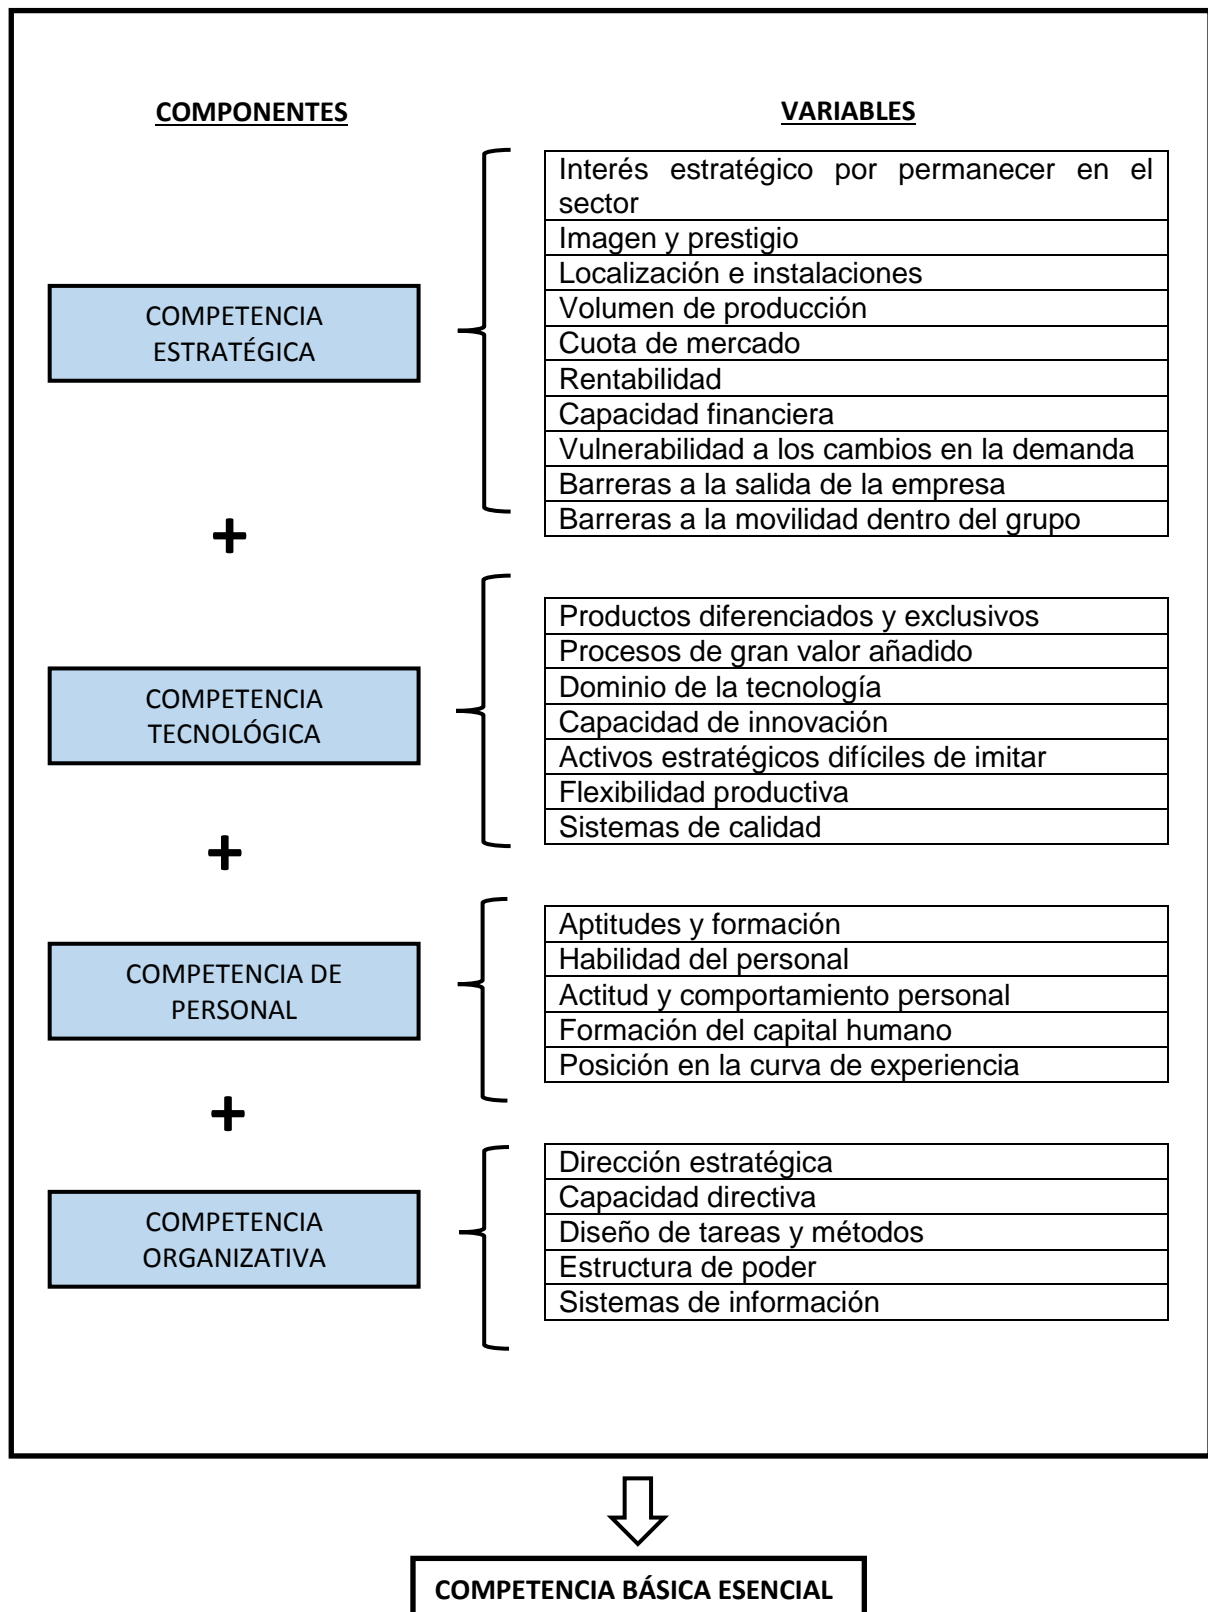 COMPONENTES
VARIABLES
COMPETENCIA
ESTRATÉGICA
Interés estratégico por permanecer en el
sector
Imagen y prestigio
Localización e instalaciones
Volumen de producción
Cuota de mercado
Rentabilidad
Capacidad financiera
Vulnerabilidad a los cambios en la demanda
Barreras a la salida de la empresa
Barreras a la movilidad dentro del grupo
+
COMPETENCIA
TECNOLÓGICA
Productos diferenciados y exclusivos
Procesos de gran valor añadido
Dominio de la tecnología
Capacidad de innovación
Activos estratégicos difíciles de imitar
Flexibilidad productiva
Sistemas de calidad
+
COMPETENCIA DE
PERSONAL
Aptitudes y formación
Habilidad del personal
Actitud y comportamiento personal
Formación del capital humano
Posición en la curva de experiencia
+
COMPETENCIA
ORGANIZATIVA
Dirección estratégica
Capacidad directiva
Diseño de tareas y métodos
Estructura de poder
Sistemas de información
COMPETENCIA BÁSICA ESENCIAL